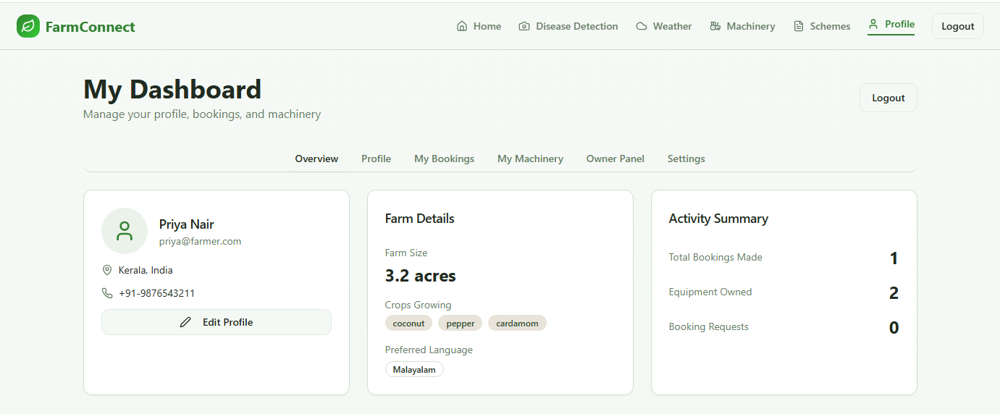 FarmConnect
Home Disease Detection Weather Machinery Schemes Profile Logout
My Dashboard
Manage your profile, bookings, and machinery
Logout
Overview Profile My Bookings My Machinery Owner Panel Settings
Priya Nair
priya@farmer.com
Kerala, India
+91-9876543211
Edit Profile
Farm Details
Farm Size
3.2 acres
Crops Growing
coconut pepper cardamom
Preferred Language
Malayalam
Activity Summary
Total Bookings Made 1
Equipment Owned 2
Booking Requests 0